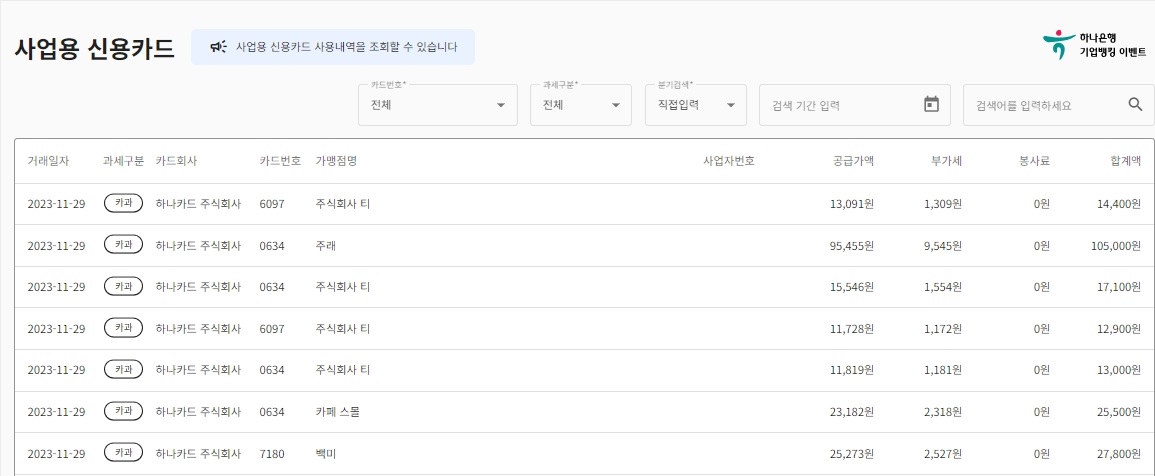 사업용 신용카드
사업용 신용카드 사용내역을 조회할 수 있습니다
하나은행
기업뱅킹 이벤트
카드번호* 과세구분* 분기검색*
전체 전체 직접입력 검색 기간 입력 검색어를 입력하세요
거래일자 과세구분 카드회사 카드번호 가맹점명 사업자번호 공급가액 부가세 봉사료 합계액
2023-11-29 카과 하나카드 주식회사 6097 주식회사 티 13,091원 1,309원 0원 14,400원
2023-11-29 카과 하나카드 주식회사 0634 주래 95,455원 9,545원 0원 105,000원
2023-11-29 카과 하나카드 주식회사 0634 주식회사 티 15,546원 1,554원 0원 17,100원
2023-11-29 카과 하나카드 주식회사 6097 주식회사 티 11,728원 1,172원 0원 12,900원
2023-11-29 카과 하나카드 주식회사 0634 주식회사 티 11,819원 1,181원 0원 13,000원
2023-11-29 카과 하나카드 주식회사 0634 카페 스몰 23,182원 2,318원 0원 25,500원
2023-11-29 카과 하나카드 주식회사 7180 백미 25,273원 2,527원 0원 27,800원